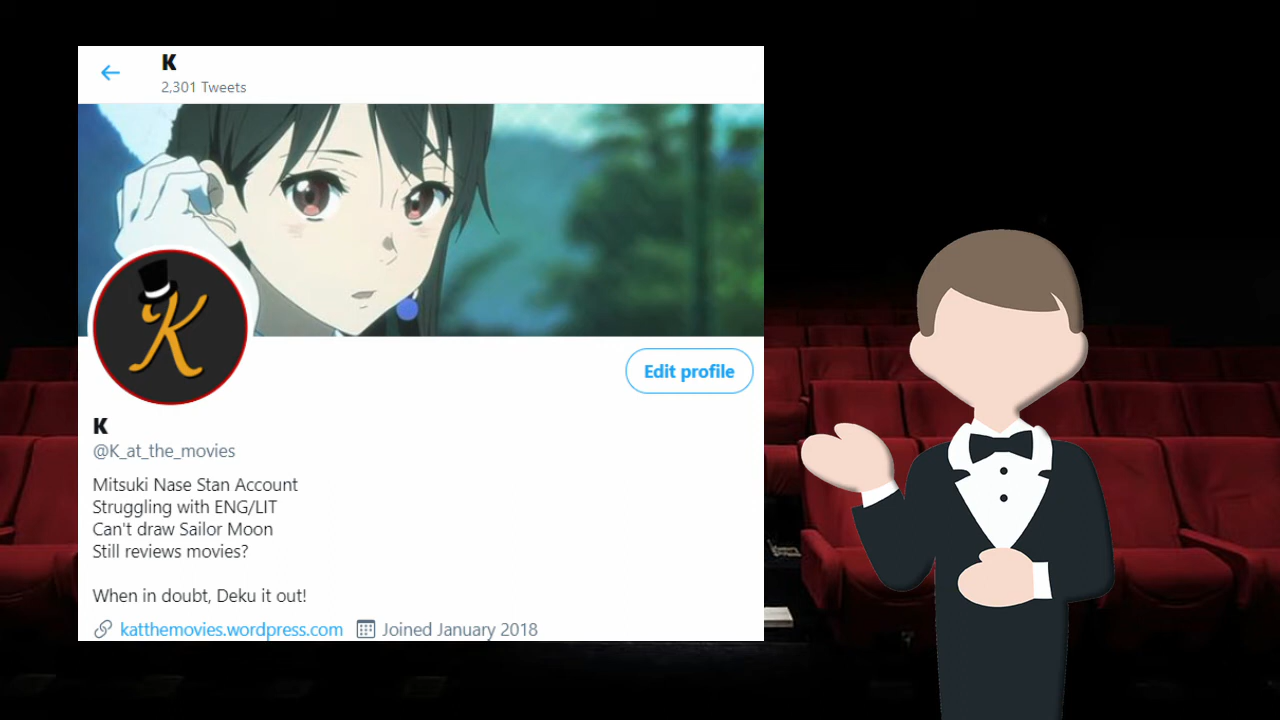 K
2,301 Tweets
K
Edit profile
K
@K_at_the_movies
Mitsuki Nase Stan Account
Struggling with ENG/LIT
Can't draw Sailor Moon
Still reviews movies?
When in doubt, Deku it out!
katthemovies.wordpress.com Joined January 2018